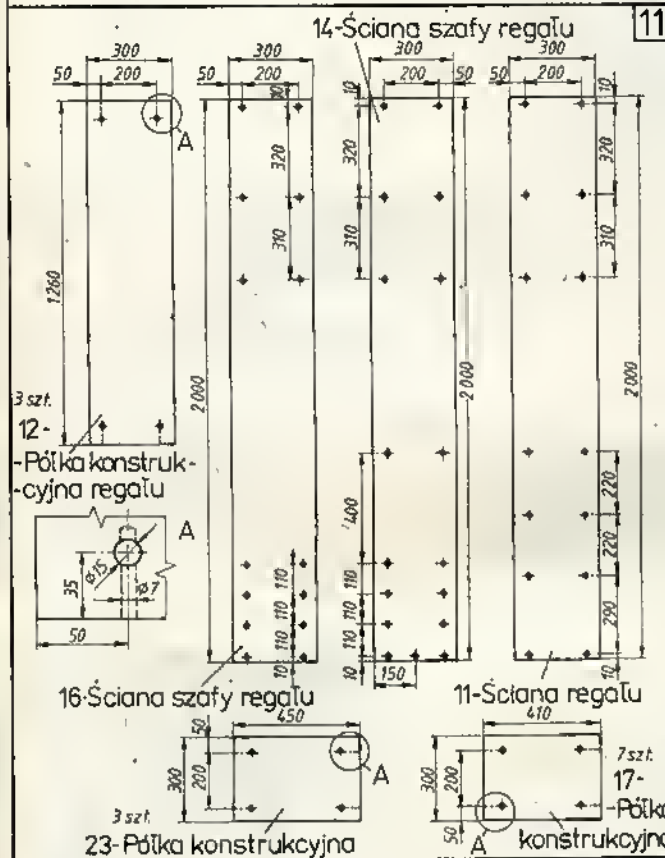 14-Ściana szafy regału
11
300 300 300 300
50 200 50 200 200 50 50 200
10 10 10
A
320 320 320
310 310 310
1260
2000 2000 2000
3 szt.
12-
-Półka konstruk-
-cyjna regału
400
220
220
290
A
35
ø15
ø7
50
110 110
110 110
110
10 10 10
150
16-Ściana szafy regału
11-Ściana regału
450 410
50
300 200
A
3 szt.
23-Półka konstrukcyjna
300 200
50
A
7 szt.
17-
-Półka
konstrukcyjna